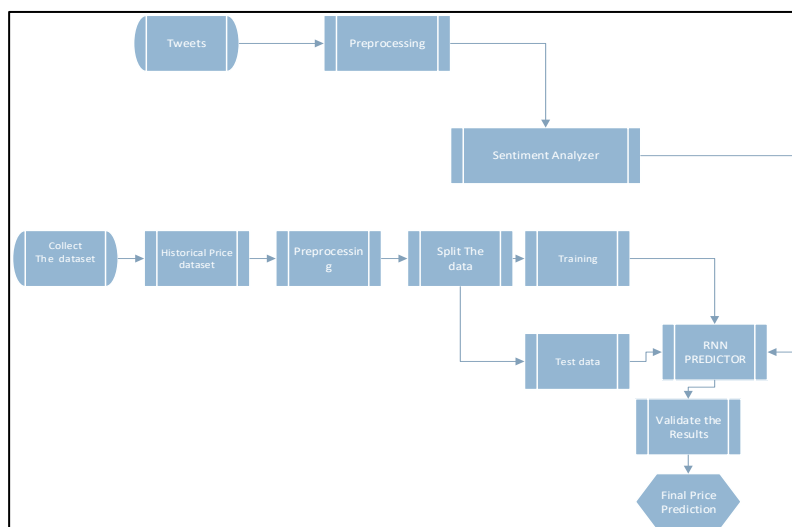 Tweets
Preprocessing
Sentiment Analyzer
Collect
The dataset
Historical Price
dataset
Preprocessin
g
Split The
data
Training
Test data
RNN
PREDICTOR
Validate the
Results
Final Price
Prediction